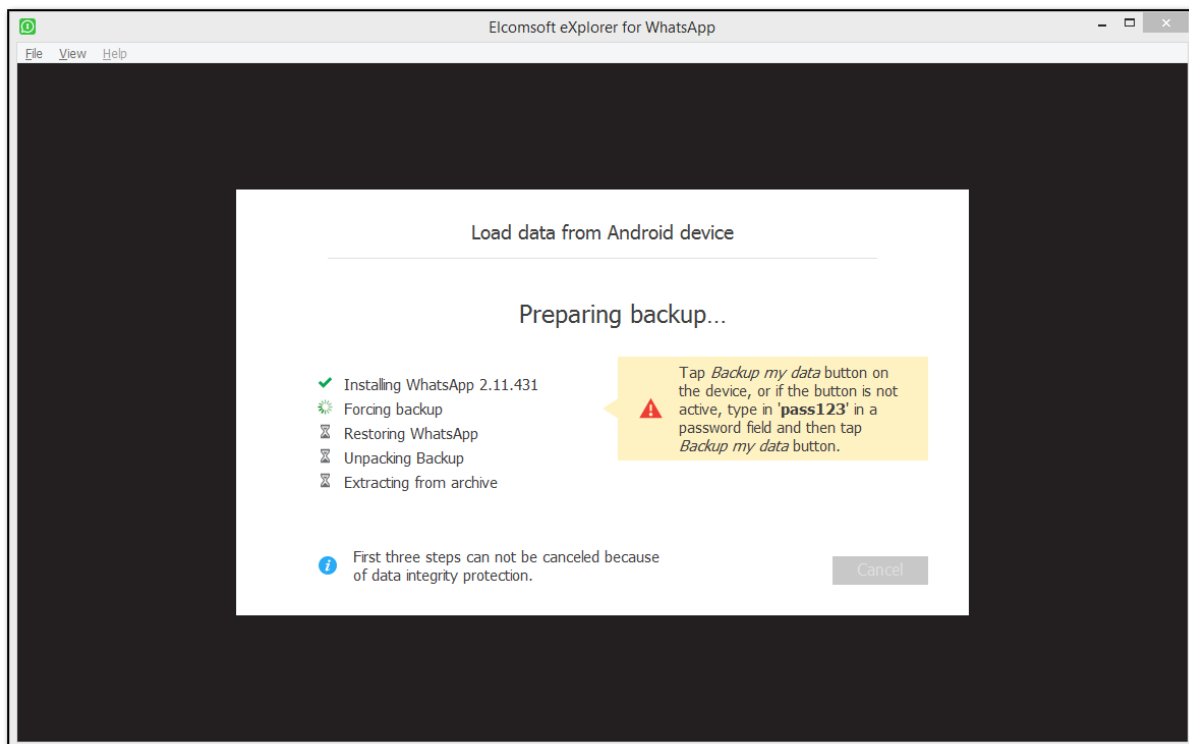 Elcomsoft eXplorer for WhatsApp
File View Help
Load data from Android device
Preparing backup...
Installing WhatsApp 2.11.431
Forcing backup
Restoring WhatsApp
Unpacking Backup
Extracting from archive
Tap Backup my data button on
the device, or if the button is not
active, type in 'pass123' in a
password field and then tap
Backup my data button.
First three steps can not be canceled because
of data integrity protection.
Cancel